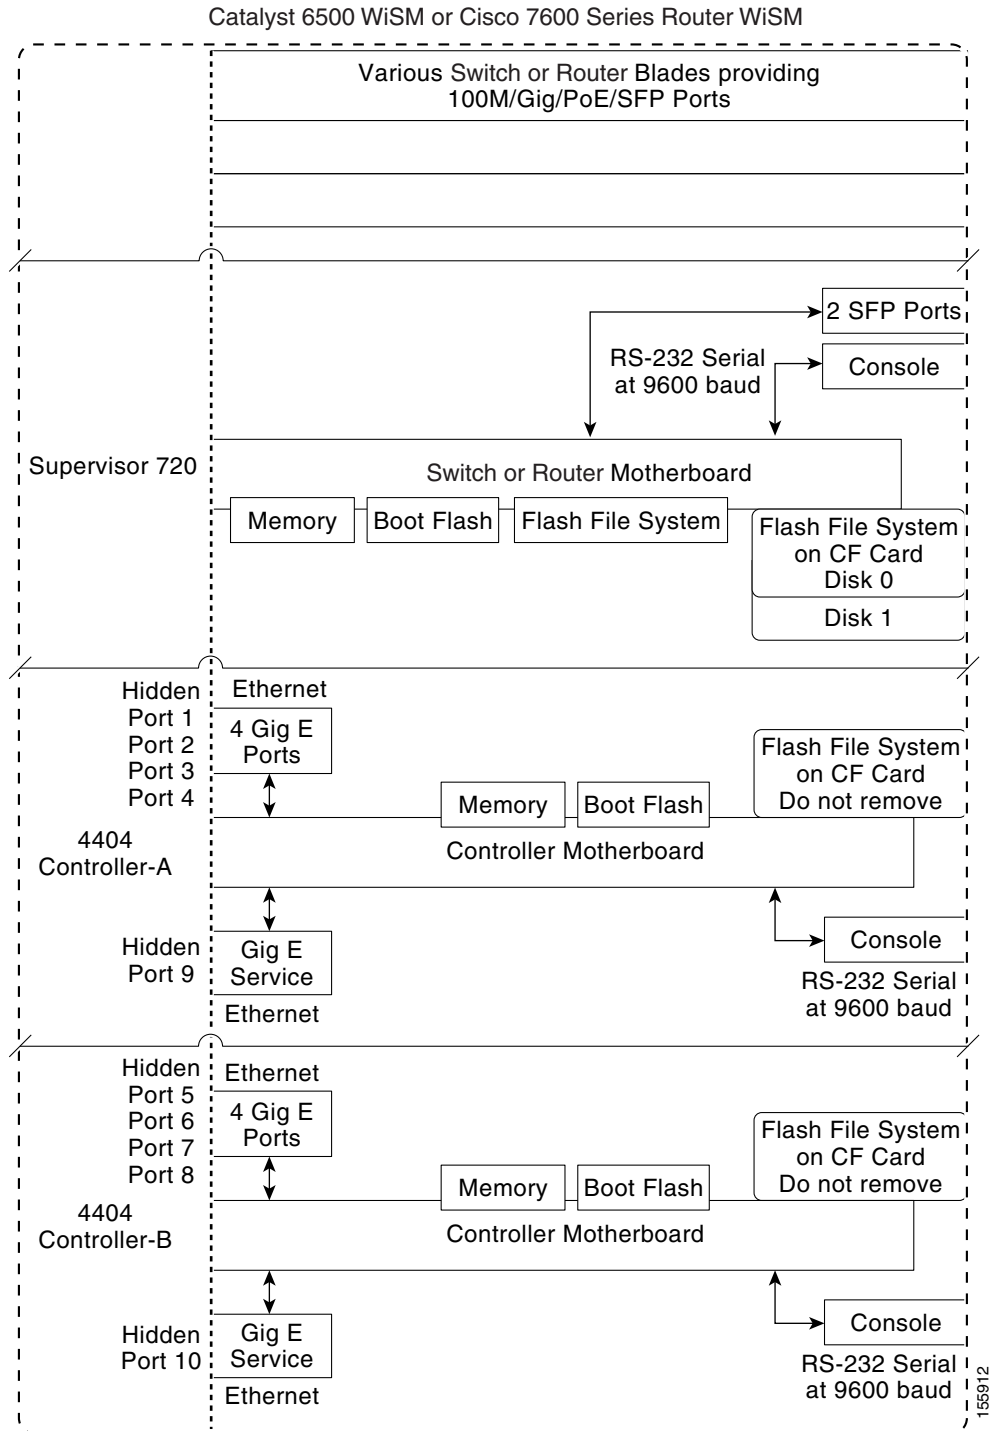 Catalyst 6500 WiSM or Cisco 7600 Series Router WiSM
Various Switch or Router Blades providing
100M/Gig/PoE/SFP Ports
2 SFP Ports
RS-232 Serial
at 9600 baud
Console
Supervisor 720
Switch or Router Motherboard
Memory
Boot Flash
Flash File System
Flash File System
on CF Card
Disk 0
Disk 1
Hidden
Port 1
Port 2
Port 3
Port 4
Ethernet
4 Gig E
Ports
Memory
Boot Flash
Flash File System
on CF Card
Do not remove
4404
Controller-A
Controller Motherboard
Hidden
Port 9
Gig E
Service
Ethernet
Console
RS-232 Serial
at 9600 baud
Hidden
Port 5
Port 6
Port 7
Port 8
Ethernet
4 Gig E
Ports
Memory
Boot Flash
Flash File System
on CF Card
Do not remove
4404
Controller-B
Controller Motherboard
Hidden
Port 10
Gig E
Service
Ethernet
Console
RS-232 Serial
at 9600 baud
155912